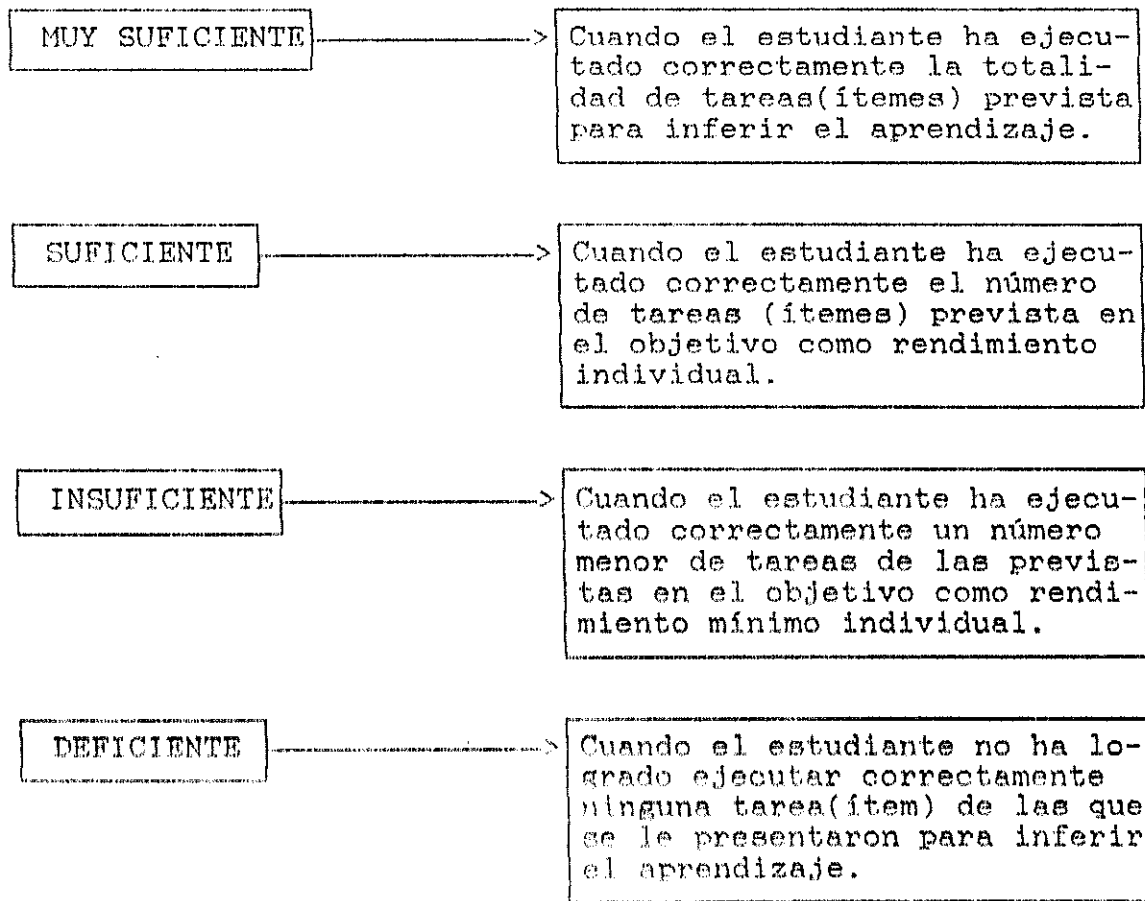 MUY SUFICIENTE
Cuando el estudiante ha ejecu-
tado correctamente la totali-
dad de tareas(ítemes) prevista
para inferir el aprendizaje.
SUFICIENTE
Cuando el estudiante ha ejecu-
tado correctamente el número
de tareas (ítemes) prevista en
el objetivo como rendimiento
individual.
INSUFICIENTE
Cuando el estudiante ha ejecu-
tado correctamente un número
menor de tareas de las previs-
tas en el objetivo como rendi-
miento mínimo individual.
DEFICIENTE
Cuando el estudiante no ha lo-
grado ejecutar correctamente
ninguna tarea(ítem) de las que
se le presentaron para inferir
el aprendizaje.